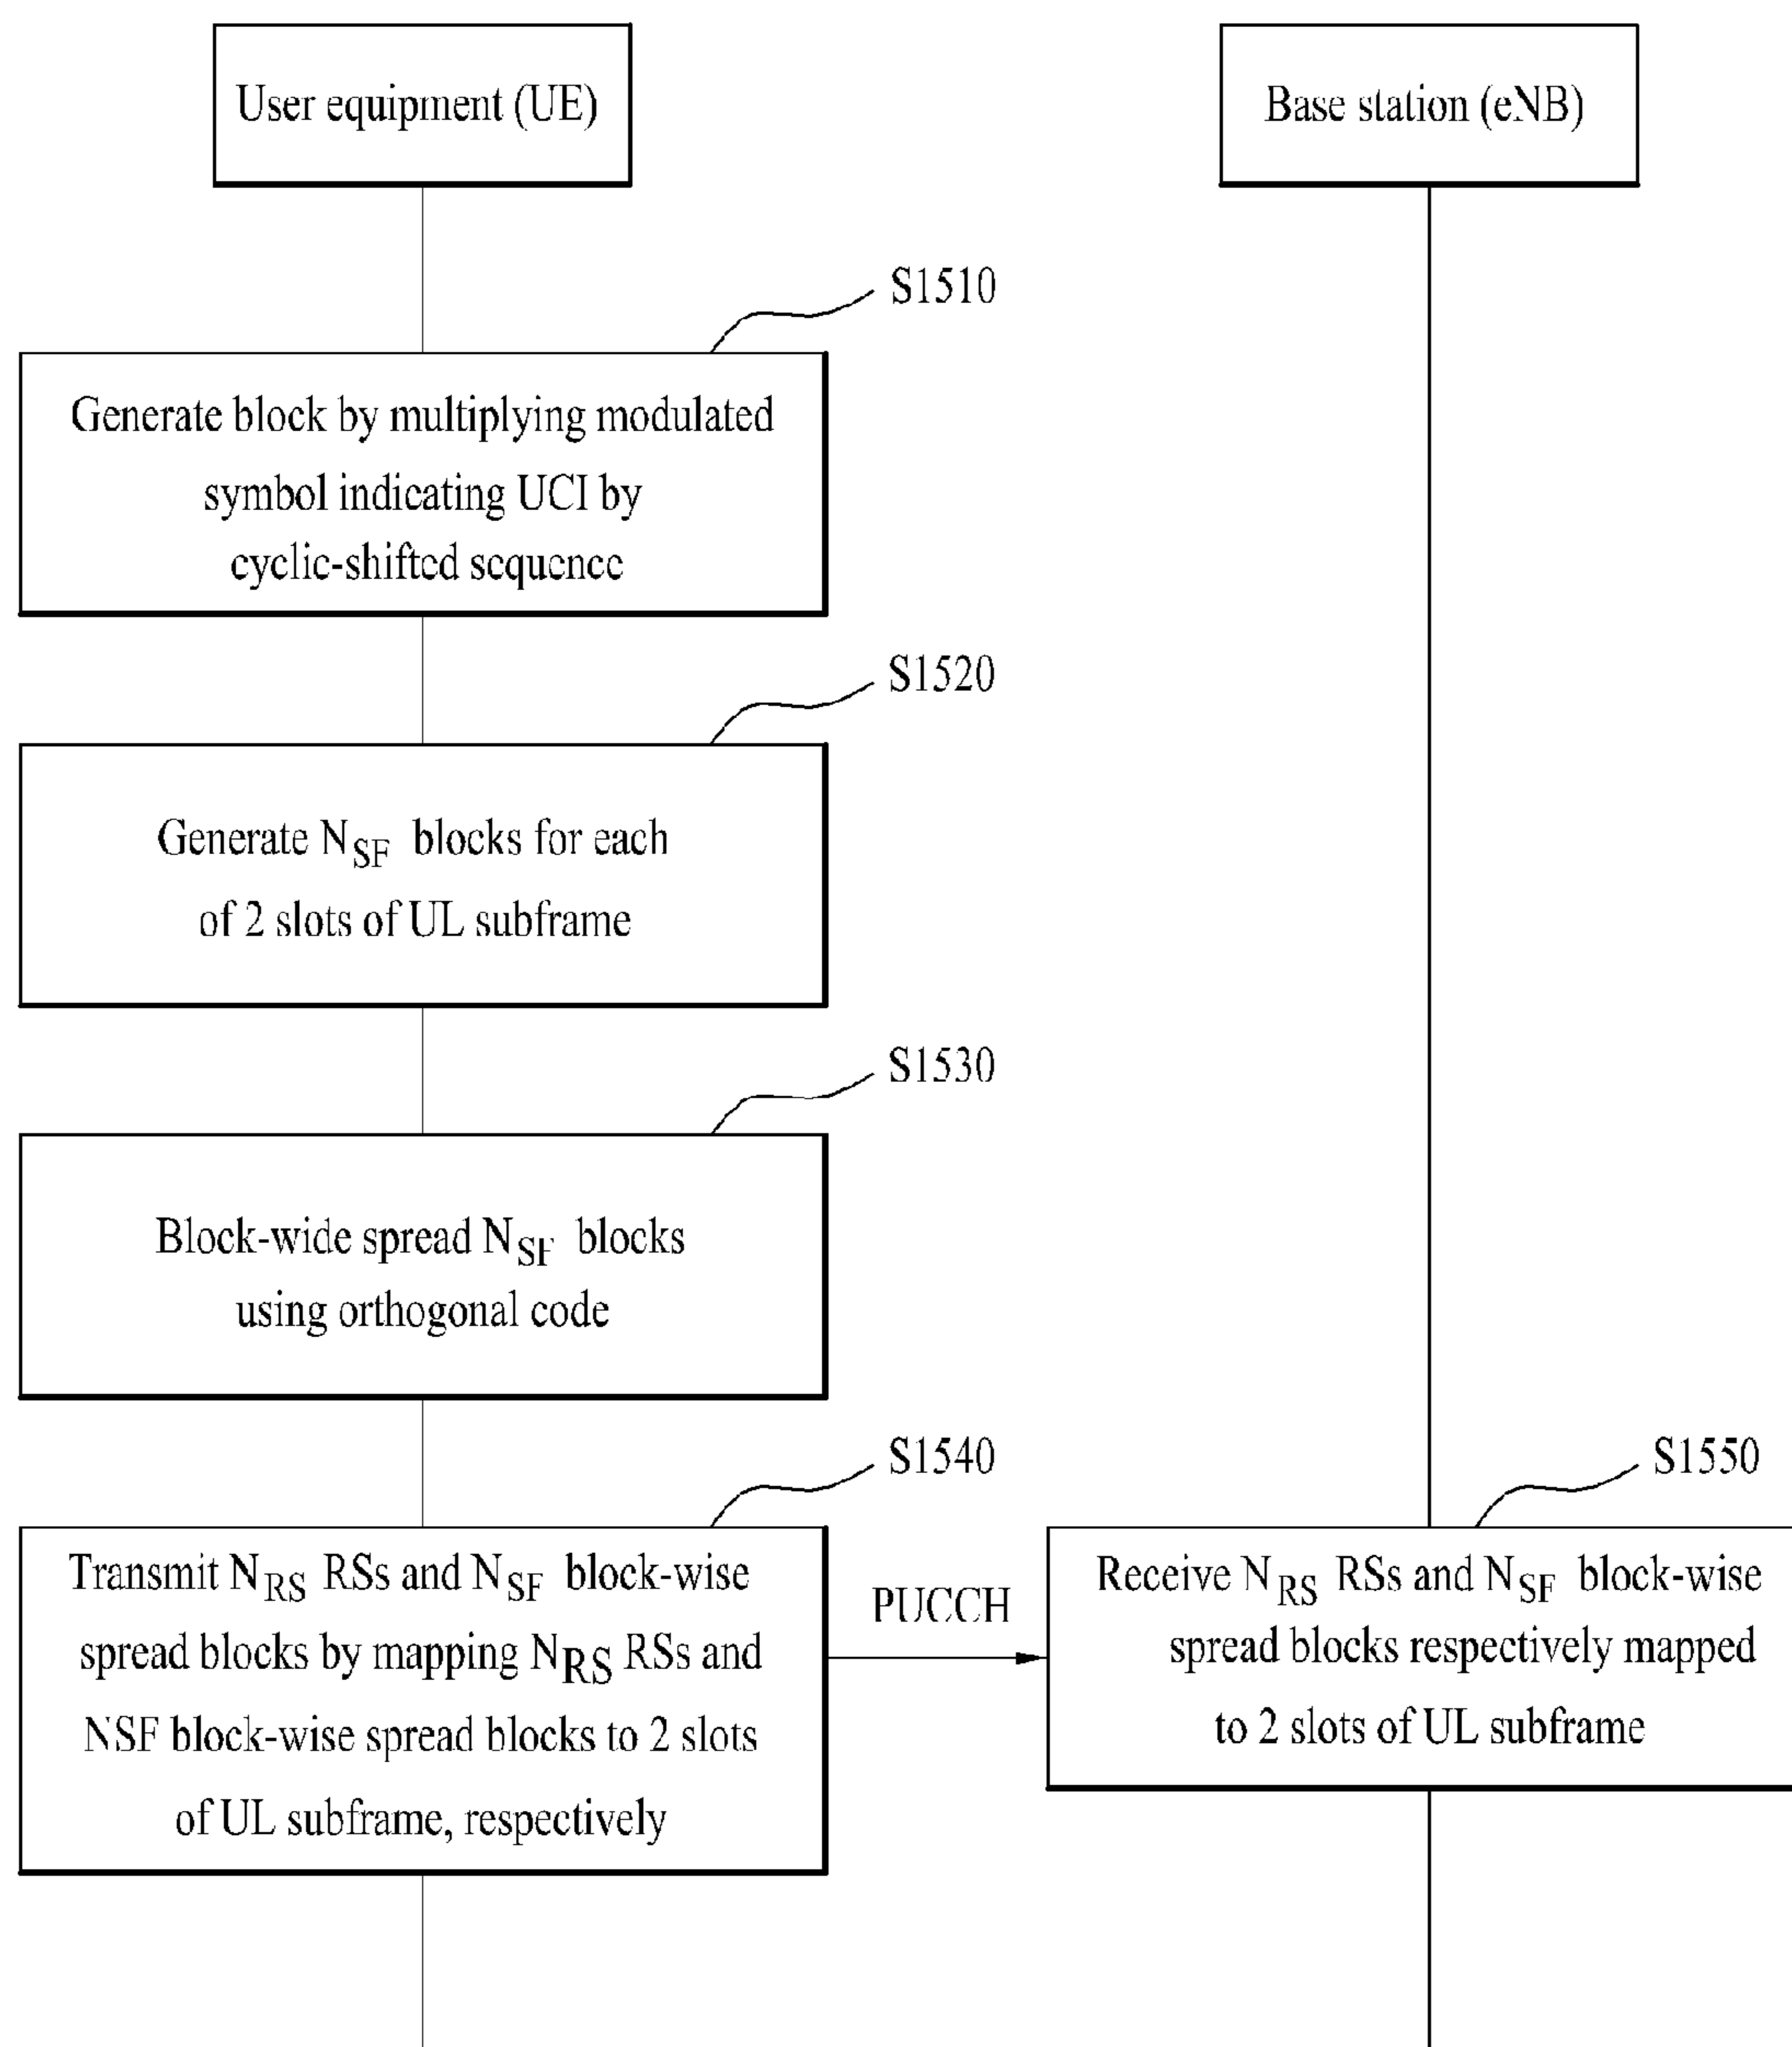 User equipment (UE)
Base station (eNB)
S1510
Generate block by multiplying modulated
symbol indicating UCI by
cyclic-shifted sequence
S1520
Generate N_SF blocks for each
of 2 slots of UL subframe
S1530
Block-wide spread N_SF blocks
using orthogonal code
S1540
Transmit N_RS RSs and N_SF block-wise
spread blocks by mapping N_RS RSs and
NSF block-wise spread blocks to 2 slots
of UL subframe, respectively
PUCCH
S1550
Receive N_RS RSs and N_SF block-wise
spread blocks respectively mapped
to 2 slots of UL subframe